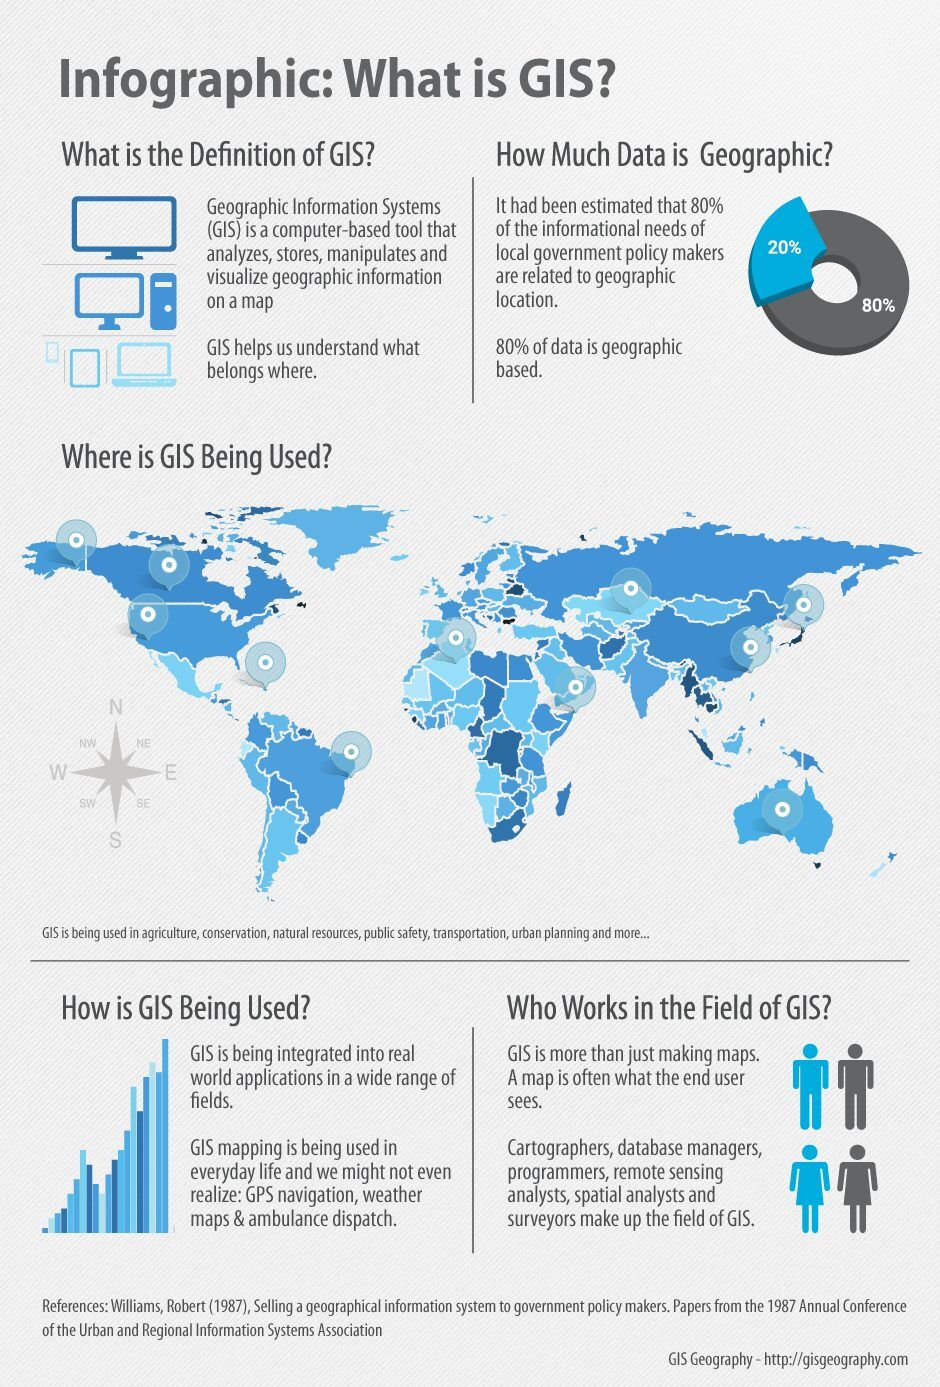 Infographic: What is GIS?
What is the Definition of GIS?
Geographic Information Systems
(GIS) is a computer-based tool that
analyzes, stores, manipulates and
visualize geographic information
on a map
GIS helps us understand what
belongs where.
How Much Data is Geographic?
It had been estimated that 80%
of the informational needs of
local government policy makers
are related to geographic
location.
80% of data is geographic
based.
20%
80%
Where is GIS Being Used?
N
NW NE
W E
SW SE
S
GIS is being used in agriculture, conservation, natural resources, public safety, transportation, urban planning and more...
How is GIS Being Used?
GIS is being integrated into real
world applications in a wide range of
fields.
GIS mapping is being used in
everyday life and we might not even
realize: GPS navigation, weather
maps & ambulance dispatch.
Who Works in the Field of GIS?
GIS is more than just making maps.
A map is often what the end user
sees.
Cartographers, database managers,
programmers, remote sensing
analysts, spatial analysts and
surveyors make up the field of GIS.
References: Williams, Robert (1987), Selling a geographical information system to government policy makers. Papers from the 1987 Annual Conference
of the Urban and Regional Information Systems Association
GIS Geography - http://gisgeography.com